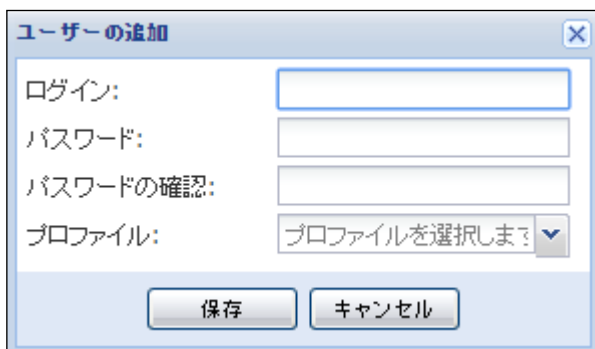 ユーザーの追加
ログイン:
パスワード:
パスワードの確認:
プロファイル: プロファイルを選択します
保存 キャンセル